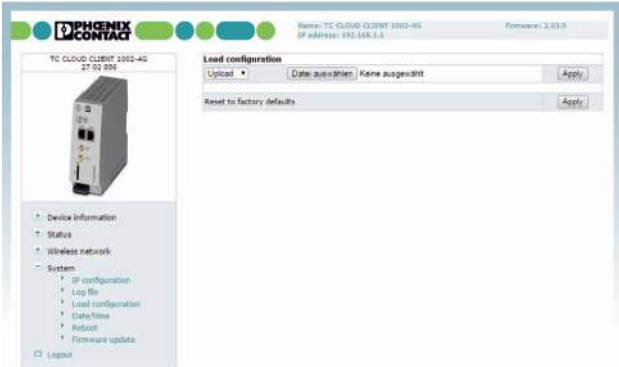 PHŒNIX
CONTACT
Name: TC CLOUD CLIENT 1002-4G
IP address: 192.168.1.1
Firmware: 2.03.5
TC CLOUD CLIENT 1002-4G
27 02 886
Load configuration
Upload
Datei auswählen Keine ausgewählt
Apply
Reset to factory defaults
Apply
Device information
Status
Wireless network
System
IP configuration
Log file
Load configuration
Date/time
Reboot
Firmware update
Logout